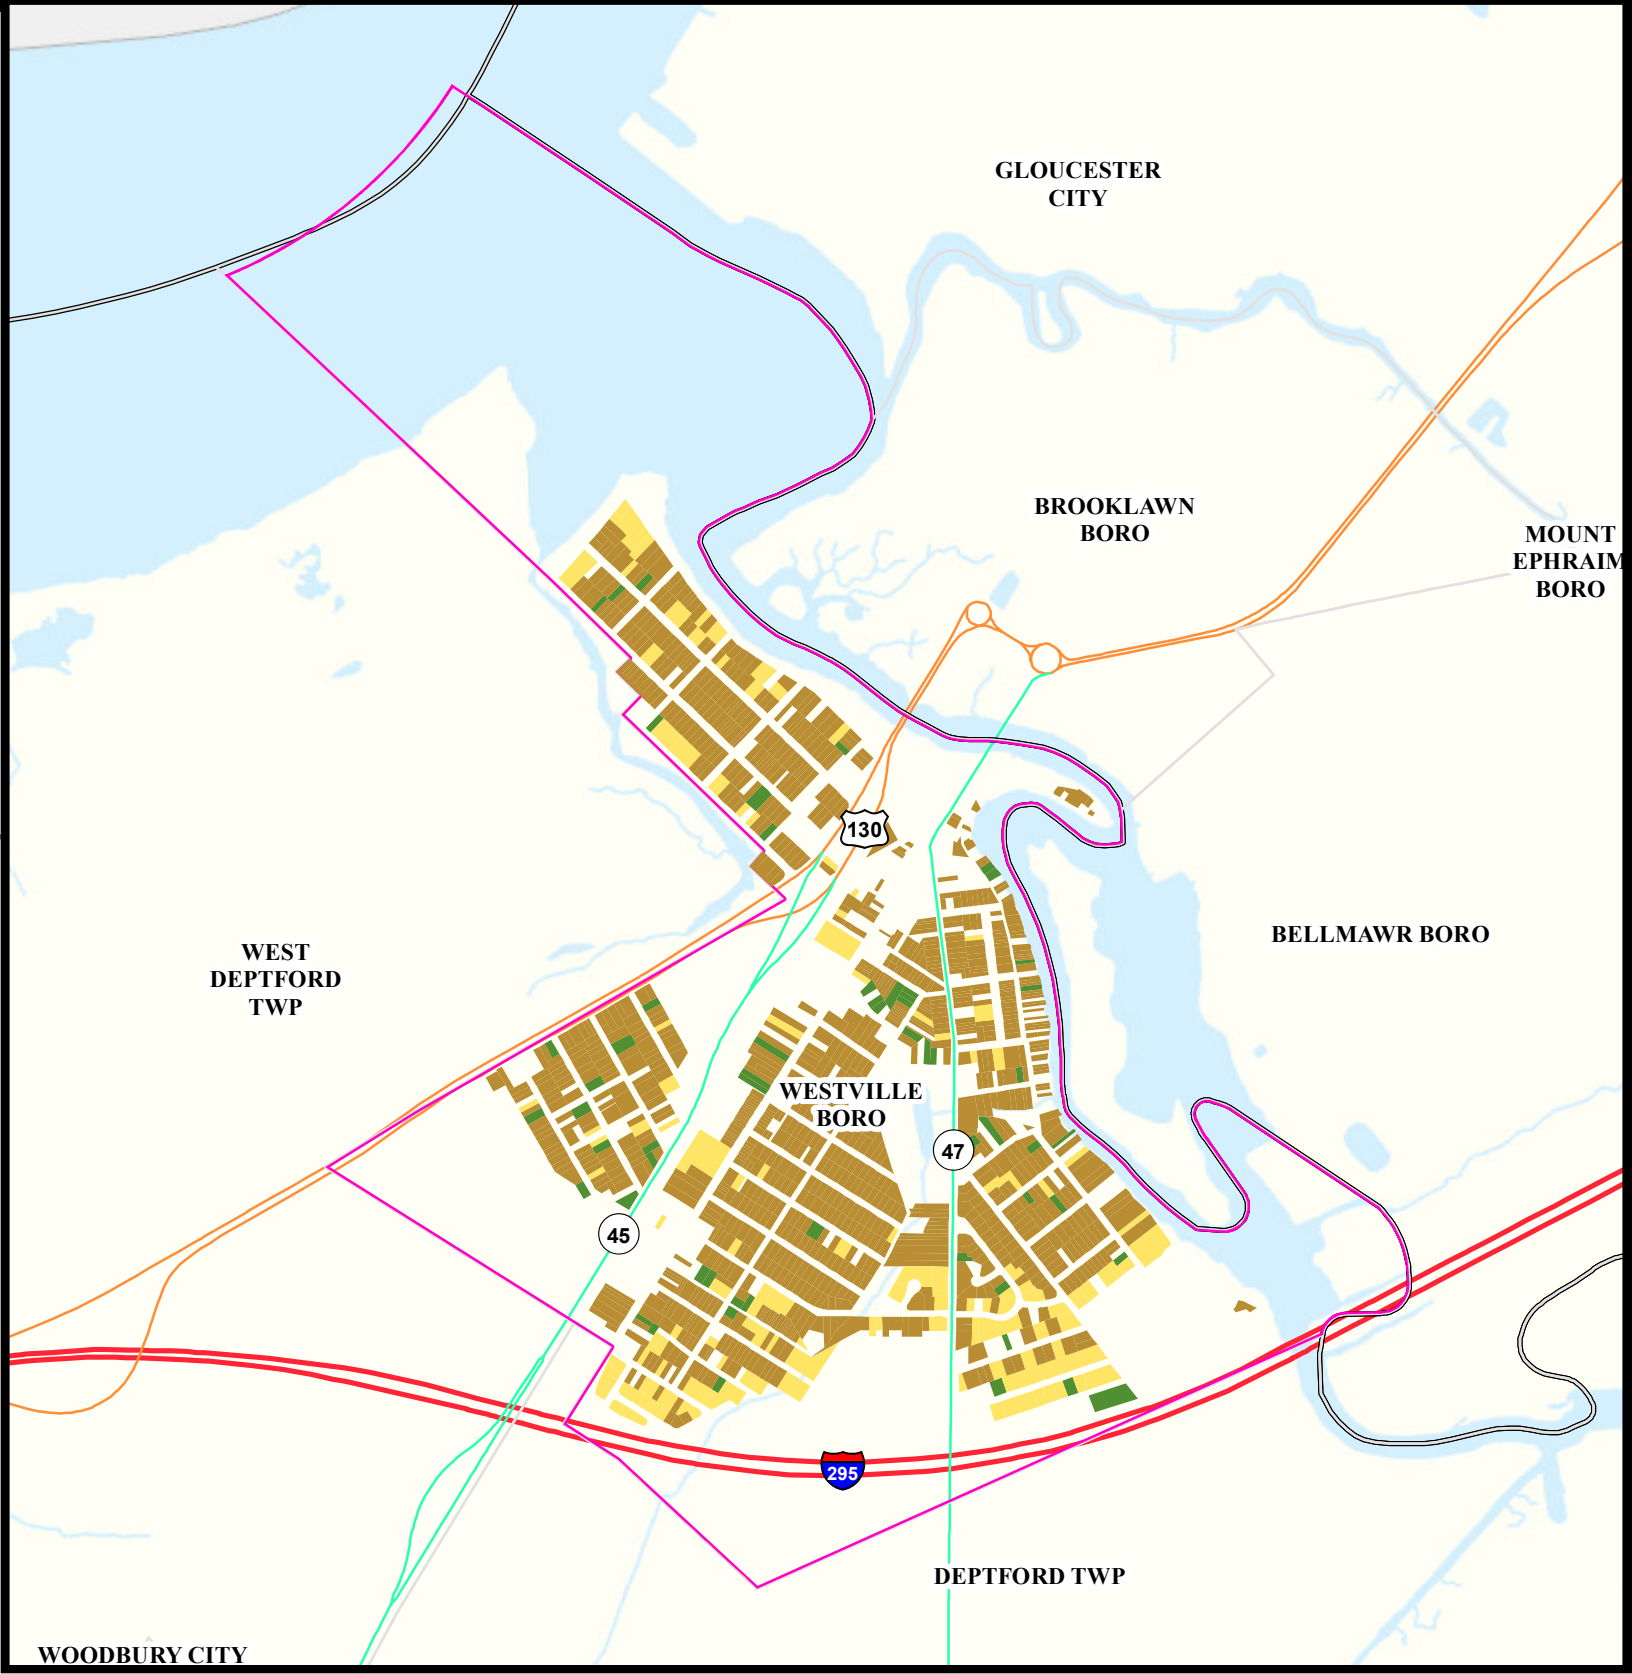 GLOUCESTER
CITY
BROOKLAWN
BORO
MOUNT
EPHRAIM
BORO
130
WEST
DEPTFORD
TWP
BELLMAWR BORO
WESTVILLE
BORO
47
45
295
DEPTFORD TWP
WOODBURY CITY